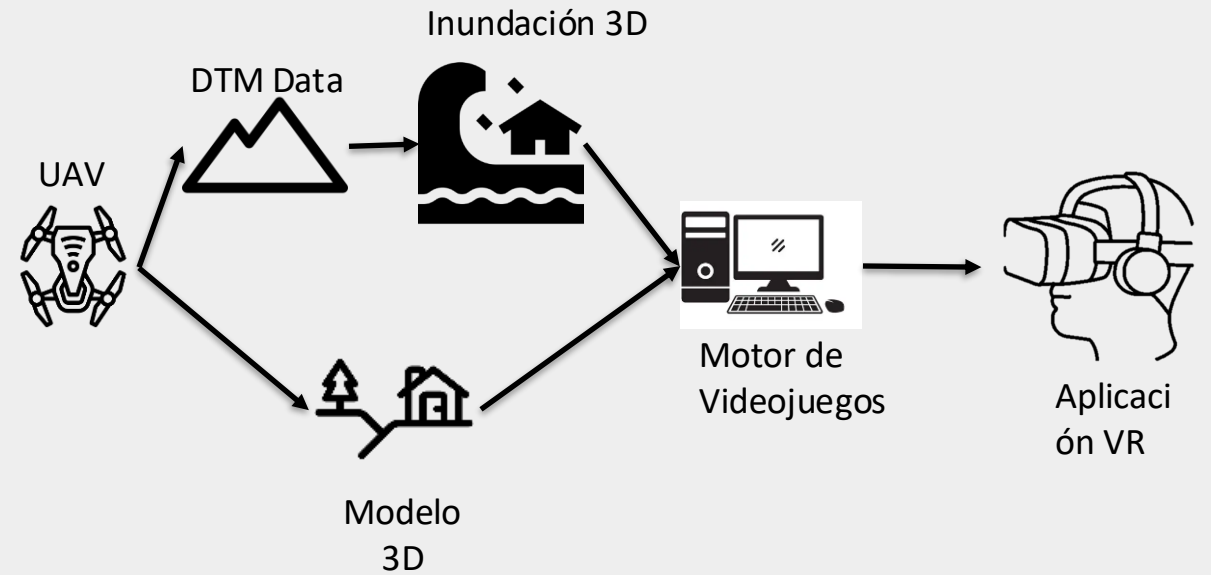 Inundación 3D
DTM Data
UAV
Motor de
Videojuegos
Aplicaci
ón VR
Modelo
3D